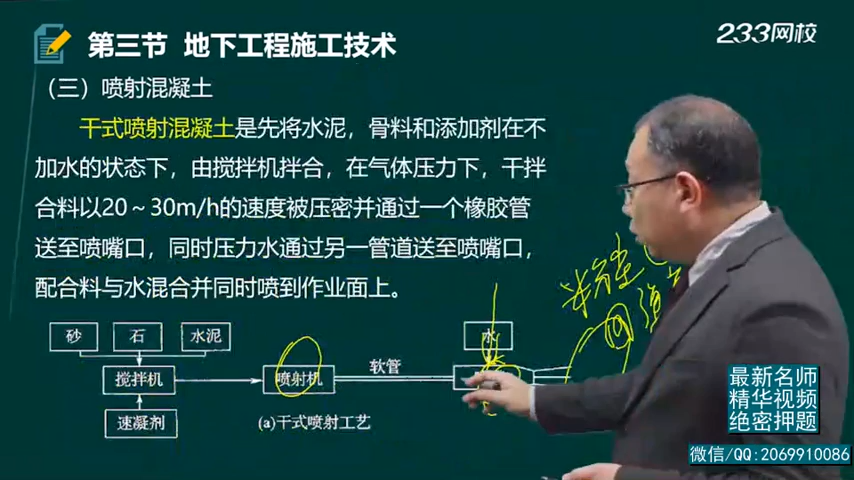 第三节 地下工程施工技术
233网校
（三）喷射混凝土
干式喷射混凝土是先将水泥，骨料和添加剂在不
加水的状态下，由搅拌机拌合，在气体压力下，干拌
合料以20～30m/h的速度被压密并通过一个橡胶管
送至喷嘴口，同时压力水通过另一管道送至喷嘴口，
配合料与水混合并同时喷到作业面上。
砂 石 水泥 水
搅拌机 喷射机 软管
速凝剂
(a)干式喷射工艺
最新名师
精华视频
绝密押题
微信/QQ:2069910086